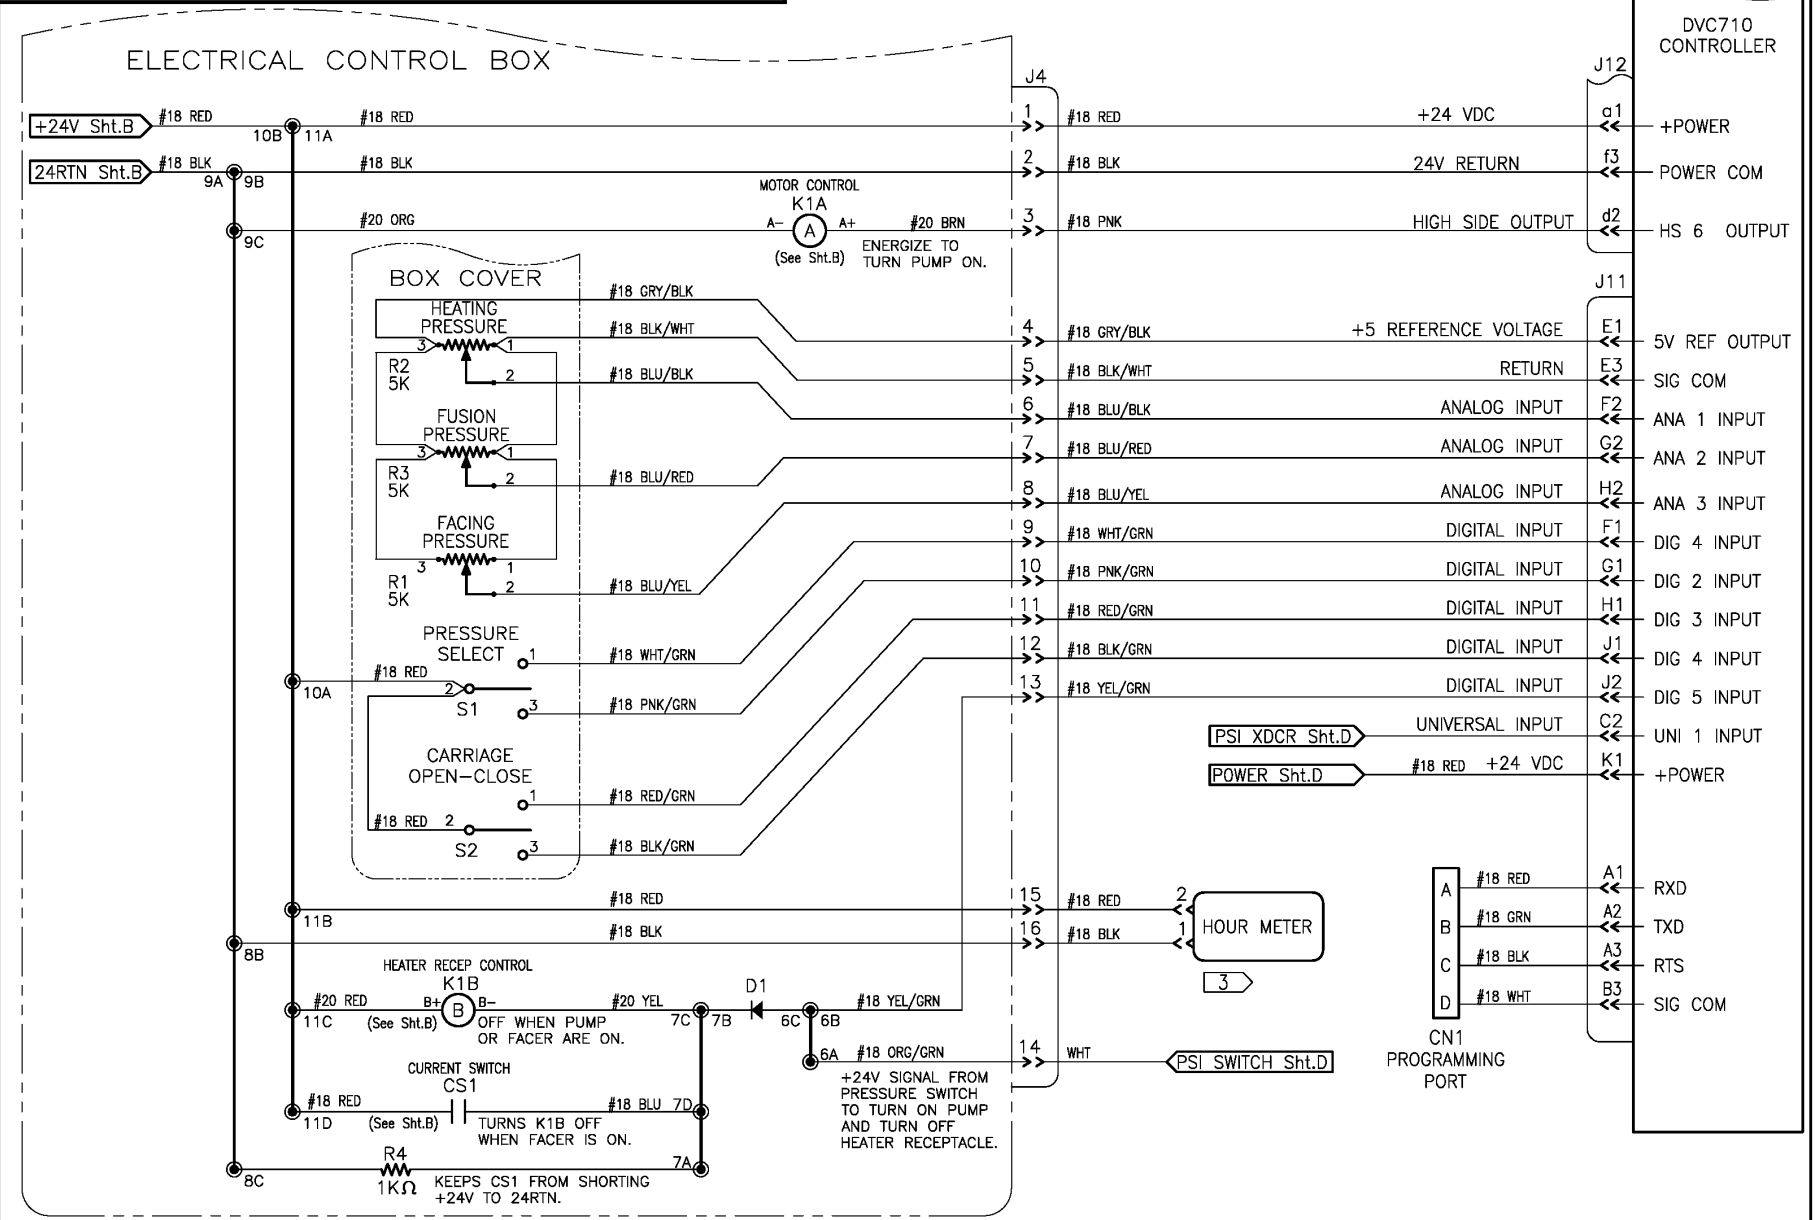 DVC710
CONTROLLER
ELECTRICAL CONTROL BOX
J4
J12
+24V Sht.B
#18 RED
10B
11A
#18 RED
1
#18 RED
+24 VDC
a1
+POWER
24RTN Sht.B
#18 BLK
9A
9B
#18 BLK
2
#18 BLK
24V RETURN
f3
POWER COM
MOTOR CONTROL
K1A
9C
#20 ORG
A-
A
A+
#20 BRN
3
#18 PNK
HIGH SIDE OUTPUT
d2
HS 6 OUTPUT
(See Sht.B)
ENERGIZE TO
TURN PUMP ON.
BOX COVER
J11
#18 GRY/BLK
HEATING
PRESSURE
3
1
#18 BLK/WHT
4
#18 GRY/BLK
+5 REFERENCE VOLTAGE
E1
5V REF OUTPUT
R2
5K
2
#18 BLU/BLK
5
#18 BLK/WHT
RETURN
E3
SIG COM
6
#18 BLU/BLK
ANALOG INPUT
F2
ANA 1 INPUT
FUSION
PRESSURE
3
1
7
#18 BLU/RED
ANALOG INPUT
G2
ANA 2 INPUT
R3
5K
2
#18 BLU/RED
8
#18 BLU/YEL
ANALOG INPUT
H2
ANA 3 INPUT
FACING
PRESSURE
3
1
9
#18 WHT/GRN
DIGITAL INPUT
F1
DIG 4 INPUT
R1
5K
2
#18 BLU/YEL
10
#18 PNK/GRN
DIGITAL INPUT
G1
DIG 2 INPUT
11
#18 RED/GRN
DIGITAL INPUT
H1
DIG 3 INPUT
PRESSURE
SELECT
1
#18 WHT/GRN
12
#18 BLK/GRN
DIGITAL INPUT
J1
DIG 4 INPUT
10A
#18 RED
2
S1
3
#18 PNK/GRN
13
#18 YEL/GRN
DIGITAL INPUT
J2
DIG 5 INPUT
PSI XDCR Sht.D
UNIVERSAL INPUT
C2
UNI 1 INPUT
CARRIAGE
OPEN-CLOSE
POWER Sht.D
#18 RED
+24 VDC
K1
+POWER
1
#18 RED/GRN
#18 RED
2
S2
3
#18 BLK/GRN
11B
#18 RED
15
#18 RED
2
HOUR METER
A
#18 RED
A1
RXD
8B
#18 BLK
16
#18 BLK
1
B
#18 GRN
A2
TXD
3
C
#18 BLK
A3
RTS
D
#18 WHT
B3
SIG COM
CN1
PROGRAMMING
PORT
HEATER RECEP CONTROL
K1B
11C
#20 RED
B+
B
B-
#20 YEL
7C
7B
D1
6C
6B
#18 YEL/GRN
(See Sht.B)
OFF WHEN PUMP
OR FACER ARE ON.
6A
#18 ORG/GRN
14
WHT
PSI SWITCH Sht.D
+24V SIGNAL FROM
PRESSURE SWITCH
TO TURN ON PUMP
AND TURN OFF
HEATER RECEPTACLE.
CURRENT SWITCH
CS1
11D
#18 RED
#18 BLU
7D
(See Sht.B)
TURNS K1B OFF
WHEN FACER IS ON.
8C
R4
1KΩ
7A
KEEPS CS1 FROM SHORTING
+24V TO 24RTN.